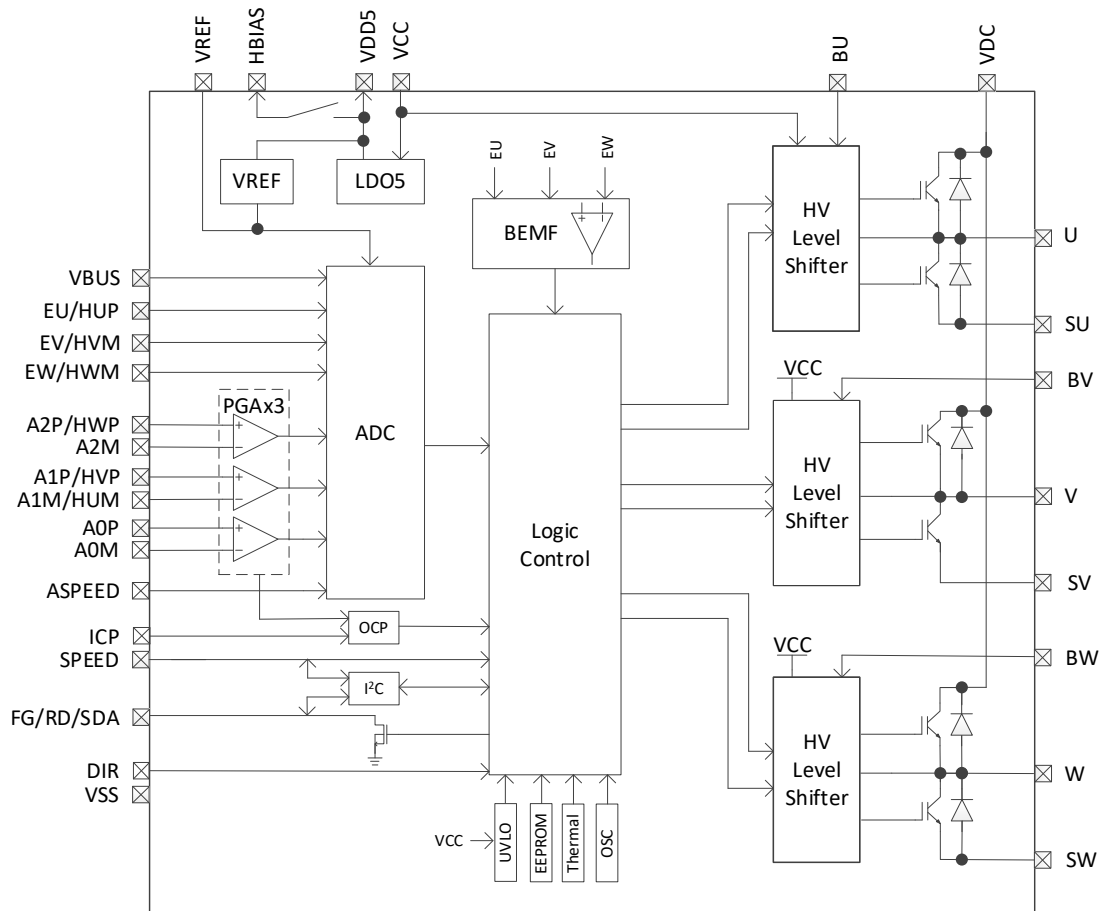 VREF
HBIAS
VDD5
VCC
BU
VDC
VREF
LDO5
EU
EV
EW
BEMF
+
-
HV
Level
Shifter
U
SU
VBUS
EU/HUP
EV/HVM
EW/HWM
PGAx3
A2P/HWP
A2M
A1P/HVP
A1M/HUM
A0P
A0M
+
-
+
-
+
-
ADC
Logic
Control
VCC
BV
HV
Level
Shifter
V
SV
ASPEED
ICP
SPEED
OCP
I²C
FG/RD/SDA
DIR
VSS
VCC
BW
HV
Level
Shifter
W
SW
VCC
UVLO
EEPROM
Thermal
OSC